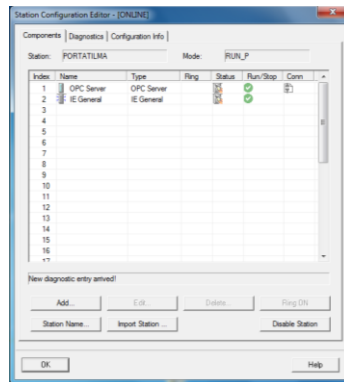 Station Configuration Editor - [ONLINE]
Components Diagnostics Configuration Info
Station: PORTATILMA Mode: RUN_P
Index Name Type Ring Status Run/Stop Conn
1 OPC Server OPC Server
2 IE General IE General
3
4
5
6
7
8
9
10
11
12
13
14
15
16
17
New diagnostic entry arrived!
Add... Edit... Delete... Ring ON
Station Name... Import Station ... Disable Station
OK Help